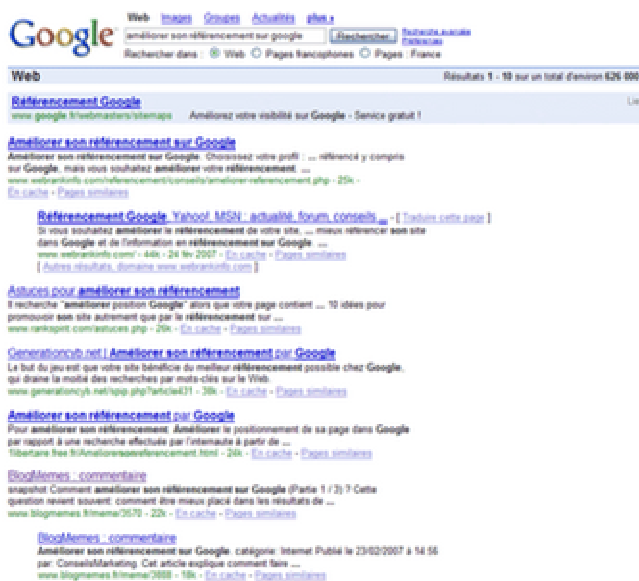 Google
Web Images Groupes Actualités plus »
améliorer son référencement sur google Rechercher Recherche avancée Préférences
Rechercher dans : Web Pages francophones Pages : France
Web Résultats 1 - 10 sur un total d'environ 626 000
Référencement Google
www.google.fr/webmasters/sitemaps Améliorez votre visibilité sur Google - Service gratuit !
Améliorer son référencement sur Google
Améliorer son référencement sur Google. Choisissez votre profil : ... référencé y compris
sur Google, mais vous souhaitez améliorer votre référencement. ...
www.webrankinfo.com/referencement/conseils/ameliorer-referencement.php - 25k -
En cache - Pages similaires
Référencement Google, Yahoo!, MSN : actualité, forum, conseils ... - [ Traduire cette page ]
Si vous souhaitez améliorer le référencement de votre site, ... mieux référencer son site
dans Google et de l'information en référencement sur Google. ...
www.webrankinfo.com/ - 44k - 24 fév 2007 - En cache - Pages similaires
[ Autres résultats, domaine www.webrankinfo.com ]
Astuces pour améliorer son référencement
Il recherche "améliorer position Google" alors que votre page contient ... 10 idées pour
promouvoir son site autrement que par le référencement sur ...
www.rankspirit.com/astuces.php - 26k - En cache - Pages similaires
Generationcyb.net | Améliorer son référencement par Google
Le but du jeu est que votre site bénéficie du meilleur référencement possible chez Google,
qui draine la moitié des recherches par mots-clés sur le Web.
www.generationcyb.net/spip.php?article431 - 38k - En cache - Pages similaires
Améliorer son référencement par Google
Pour améliorer son référencement. Améliorer le positionnement de sa page dans Google
par rapport à une recherche effectuée par l'internaute à partir de ...
1libertaire.free.fr/Ameliorersonreferencement.html - 24k - En cache - Pages similaires
BlogMemes : commentaire
snapshot Comment améliorer son référencement sur Google (Partie 1 / 3) ? Cette
question revient souvent: comment être mieux placé dans les résultats de ...
www.blogmemes.fr/meme/3570 - 22k - En cache - Pages similaires
BlogMemes : commentaire
Améliorer son référencement sur Google. catégorie: Internet Publié le 23/02/2007 à 14:56
par: ConseilsMarketing. Cet article explique comment faire ...
www.blogmemes.fr/meme/3888 - 18k - En cache - Pages similaires